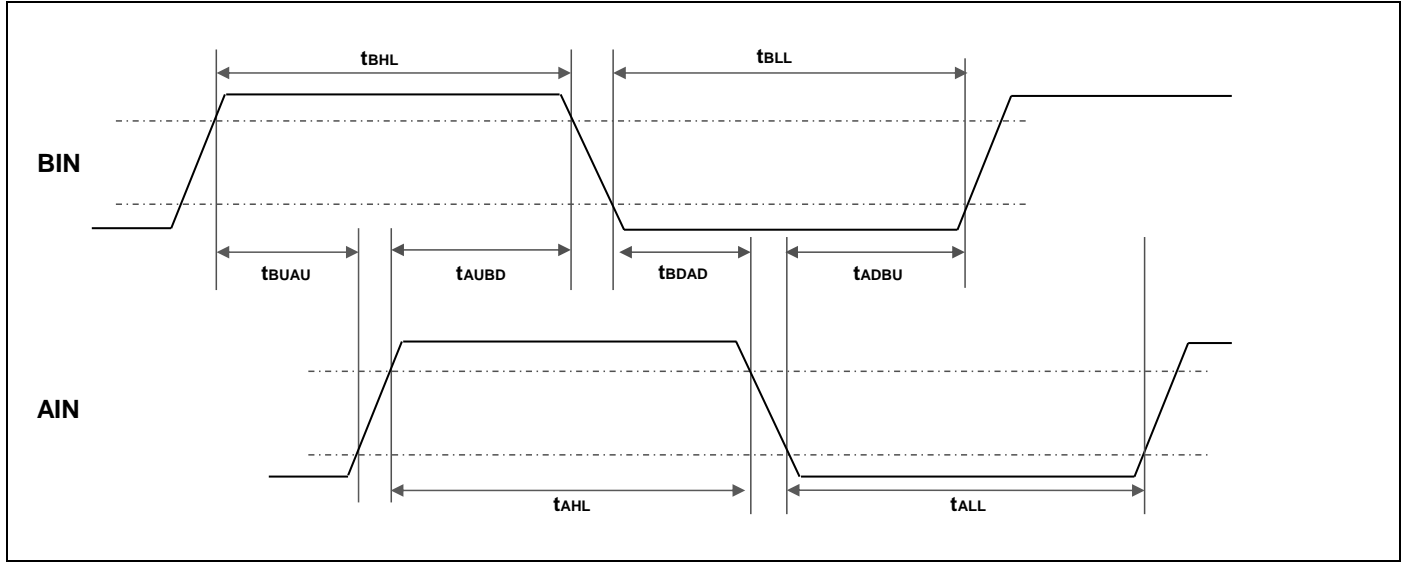 tBHL
tBLL
BIN
tBUAU
tAUBD
tBDAD
tADBU
AIN
tAHL
tALL